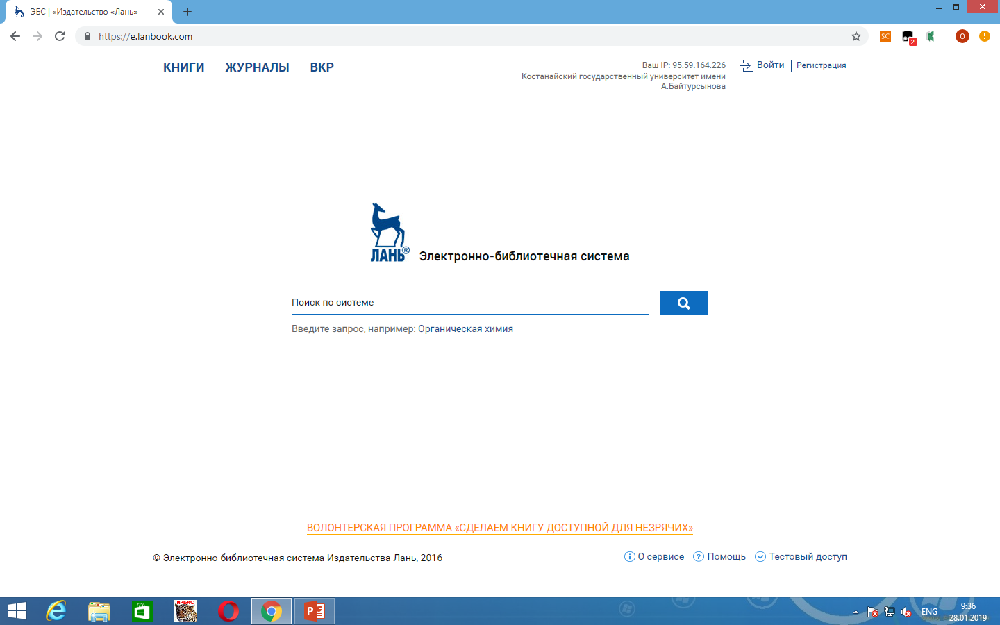 ЭБС | «Издательство «Лань»
https://e.lanbook.com
SC
2
O
КНИГИ ЖУРНАЛЫ ВКР
Ваш IP: 95.59.164.226
Костанайский государственный университет имени
А.Байтурсынова
Войти
Регистрация
ЛАНЬ®
Электронно-библиотечная система
Поиск по системе
Введите запрос, например: Органическая химия
ВОЛОНТЕРСКАЯ ПРОГРАММА «СДЕЛАЕМ КНИГУ ДОСТУПНОЙ ДЛЯ НЕЗРЯЧИХ»
© Электронно-библиотечная система Издательства Лань, 2016
О сервисе Помощь Тестовый доступ
ИРБИС
ENG
9:36
28.01.2019